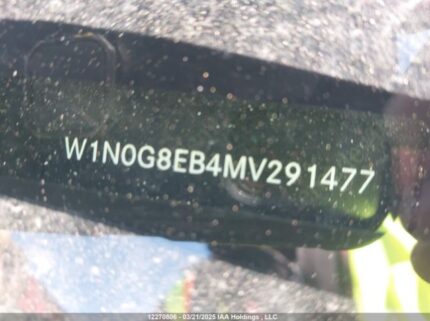 W1N0G8EB4MV291477
12270806 - 03/21/2025 IAA Holdings , LLC